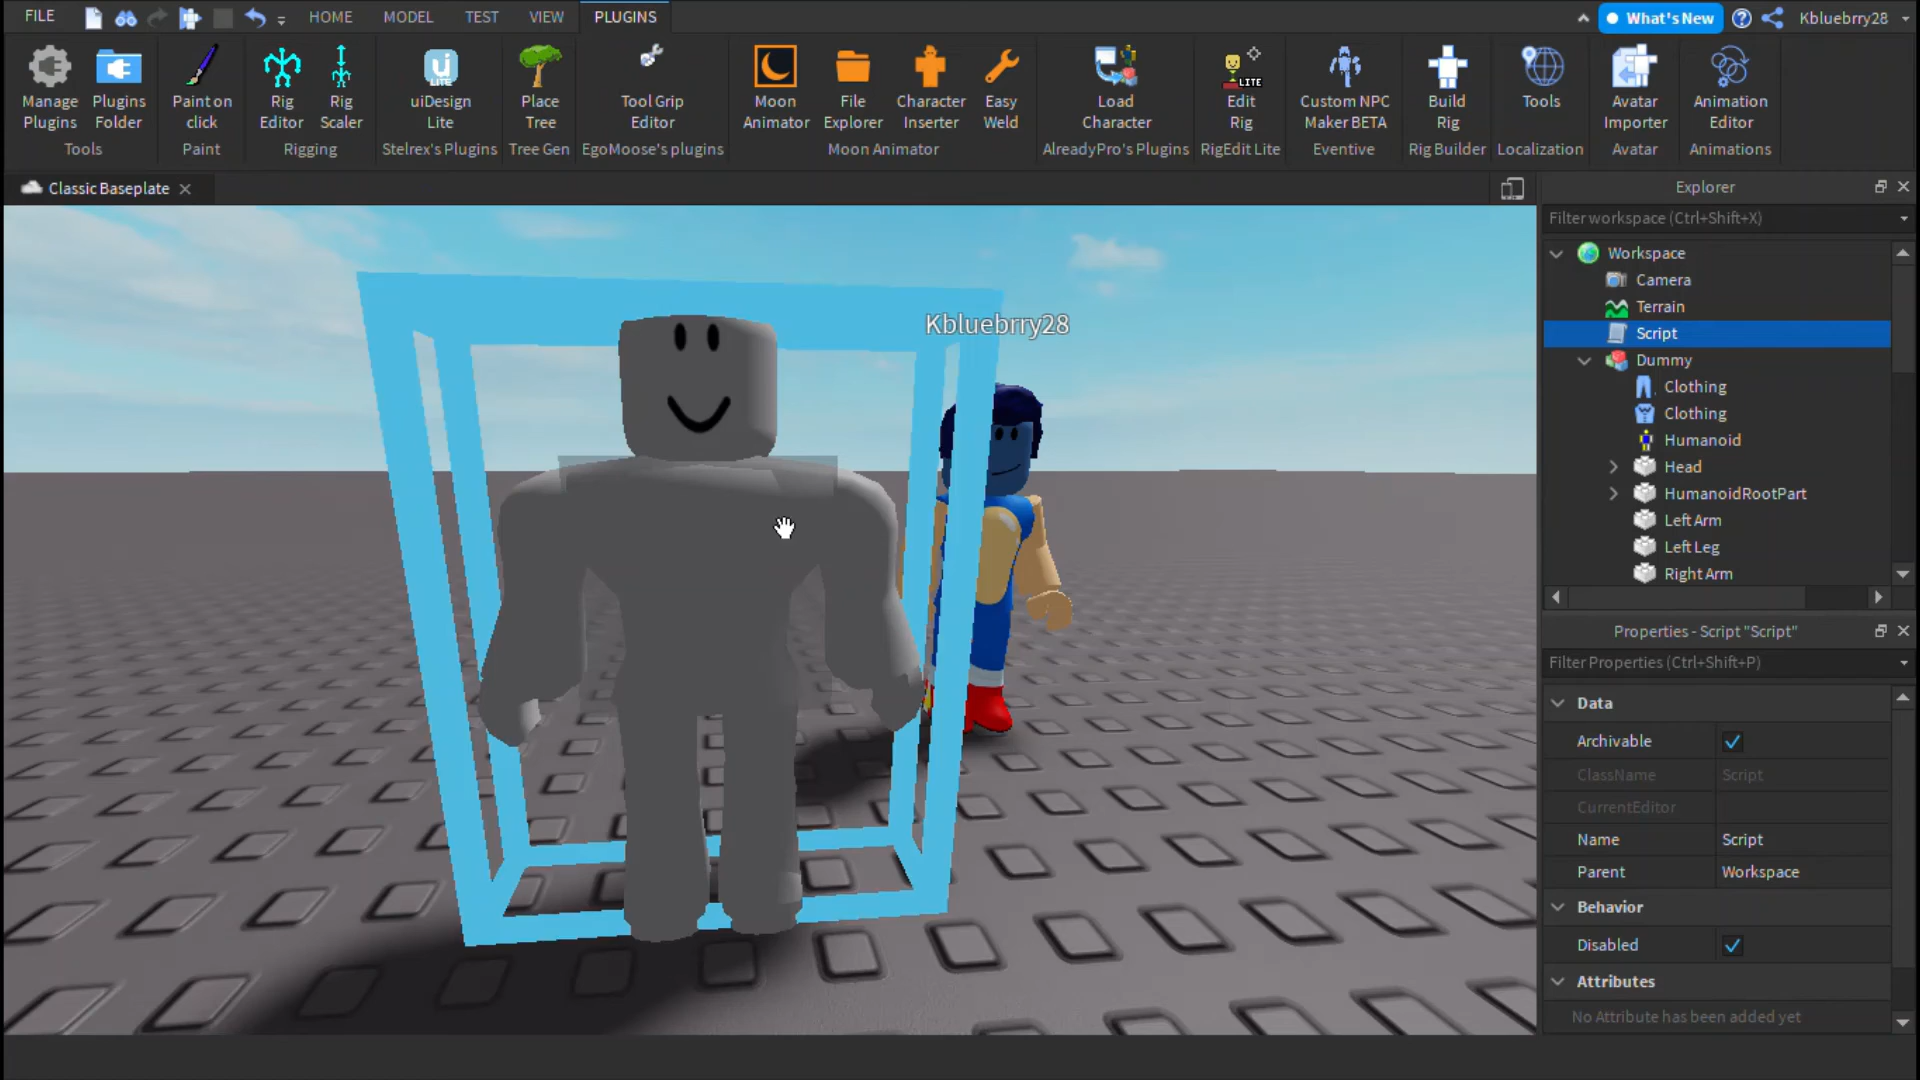 FILE
HOME
MODEL
TEST
VIEW
PLUGINS
What's New
Kbluebrry28
Manage Plugins
Plugins Folder
Tools
Paint on click
Paint
Rig Editor
Rig Scaler
Rigging
ui LITE
uiDesign Lite
Stelrex's Plugins
Place Tree
Tree Gen
Tool Grip Editor
EgoMoose's plugins
Moon Animator
File Explorer
Character Inserter
Easy Weld
Moon Animator
Load Character
AlreadyPro's Plugins
LITE
Edit Rig
RigEdit Lite
Custom NPC Maker BETA
Eventive
Build Rig
Rig Builder
Tools
Localization
Avatar Importer
Avatar
Animation Editor
Animations
Classic Baseplate
Kbluebrry28
Explorer
Filter workspace (Ctrl+Shift+X)
Workspace
Camera
Terrain
Script
Dummy
Clothing
Clothing
Humanoid
Head
HumanoidRootPart
Left Arm
Left Leg
Right Arm
Properties - Script "Script"
Filter Properties (Ctrl+Shift+P)
Data
Archivable
ClassName Script
CurrentEditor
Name Script
Parent Workspace
Behavior
Disabled
Attributes
No Attribute has been added yet